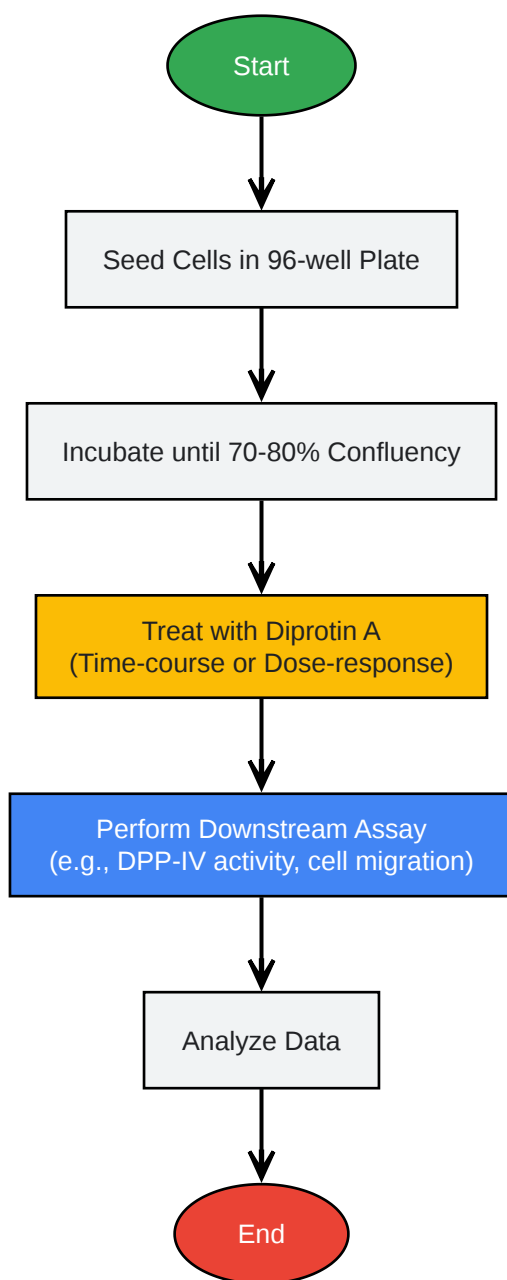 Start
Seed Cells in 96-well Plate
Incubate until 70-80% Confluency
Treat with Diprotin A
(Time-course or Dose-response)
Perform Downstream Assay
(e.g., DPP-IV activity, cell migration)
Analyze Data
End